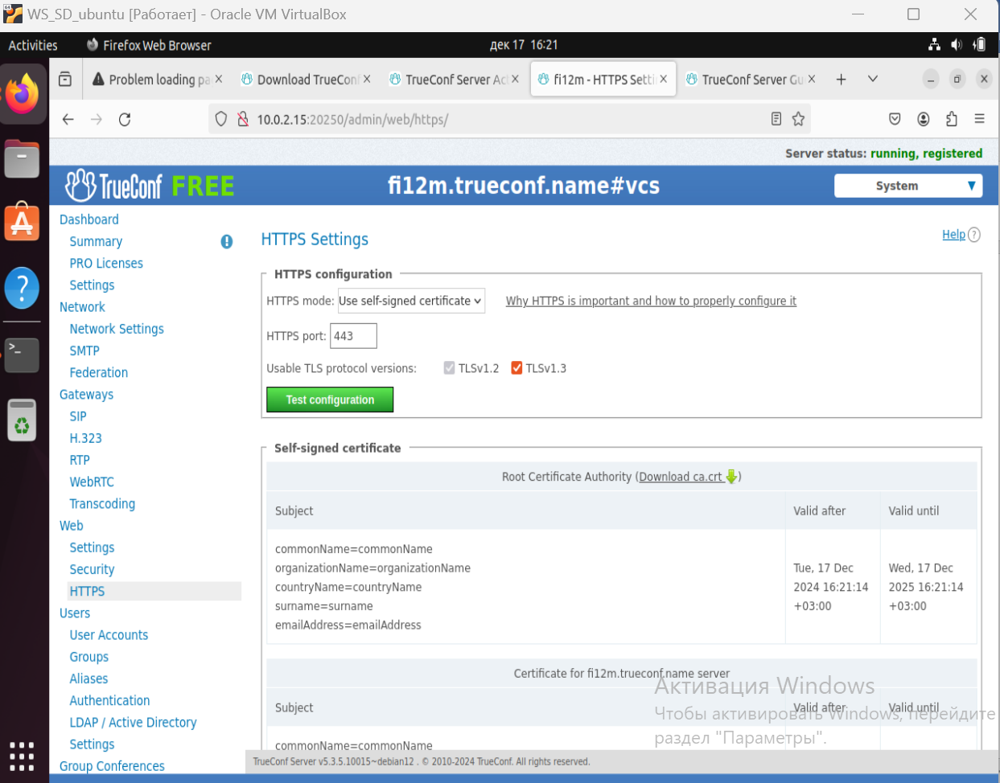 WS_SD_ubuntu [Работает] - Oracle VM VirtualBox
Activities Firefox Web Browser дек 17 16:21
Problem loading pa Download TrueConf TrueConf Server Ac fi12m - HTTPS Setti TrueConf Server Gu
10.0.2.15:20250/admin/web/https/
Server status: running, registered
TrueConf FREE fi12m.trueconf.name#vcs System
Dashboard
Summary
PRO Licenses
Settings
Network
Network Settings
SMTP
Federation
Gateways
SIP
H.323
RTP
WebRTC
Transcoding
Web
Settings
Security
HTTPS
Users
User Accounts
Groups
Aliases
Authentication
LDAP / Active Directory
Settings
Group Conferences
HTTPS Settings Help ?
HTTPS configuration
HTTPS mode: Use self-signed certificate Why HTTPS is important and how to properly configure it
HTTPS port: 443
Usable TLS protocol versions: TLSv1.2 TLSv1.3
Test configuration
Self-signed certificate
Root Certificate Authority (Download ca.crt )
Subject Valid after Valid until
commonName=commonName
organizationName=organizationName
countryName=countryName
surname=surname
emailAddress=emailAddress
Tue, 17 Dec
2024 16:21:14
+03:00
Wed, 17 Dec
2025 16:21:14
+03:00
Certificate for fi12m.trueconf.name server
Subject Valid after Valid until
commonName=commonName
Активация Windows
Чтобы активировать Windows, перейдите
раздел "Параметры".
TrueConf Server v5.3.5.10015~debian12 . © 2010-2024 TrueConf. All rights reserved.